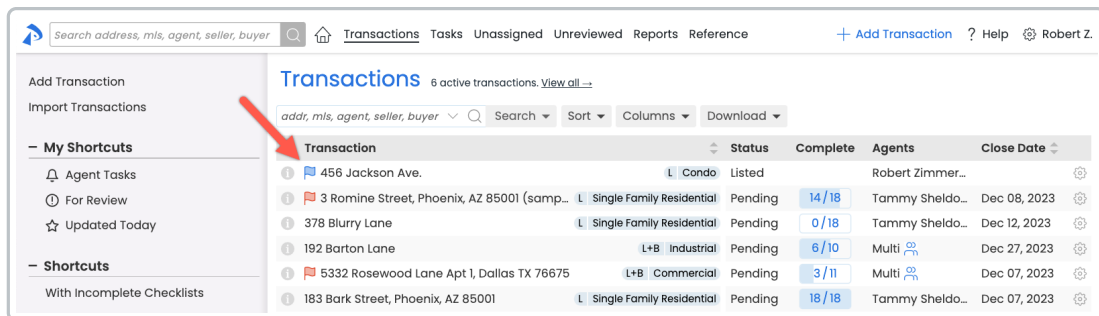 Search address, mls, agent, seller, buyer
Transactions Tasks Unassigned Unreviewed Reports Reference
+ Add Transaction ? Help Robert Z.
Add Transaction
Import Transactions
– My Shortcuts
Agent Tasks
For Review
Updated Today
– Shortcuts
With Incomplete Checklists
Transactions 6 active transactions. View all →
addr, mls, agent, seller, buyer Search Sort Columns Download
Transaction Status Complete Agents Close Date
456 Jackson Ave. L Condo Listed Robert Zimmer...
3 Romine Street, Phoenix, AZ 85001 (samp... L Single Family Residential Pending 14/18 Tammy Sheldo... Dec 08, 2023
378 Blurry Lane L Single Family Residential Pending 0/18 Tammy Sheldo... Dec 12, 2023
192 Barton Lane L+B Industrial Pending 6/10 Multi Dec 27, 2023
5332 Rosewood Lane Apt 1, Dallas TX 76675 L+B Commercial Pending 3/11 Multi Dec 07, 2023
183 Bark Street, Phoenix, AZ 85001 L Single Family Residential Pending 18/18 Tammy Sheldo... Dec 07, 2023